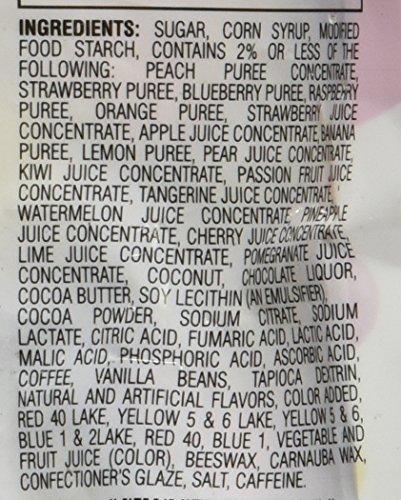 INGREDIENTS: SUGAR, CORN SYRUP, MODIFIED
FOOD STARCH, CONTAINS 2% OR LESS OF THE
FOLLOWING: PEACH PUREE CONCENTRATE,
STRAWBERRY PUREE, BLUEBERRY PUREE, RASPBERRY
PUREE, ORANGE PUREE, STRAWBERRY JUICE
CONCENTRATE, APPLE JUICE CONCENTRATE, BANANA
PUREE, LEMON PUREE, PEAR JUICE CONCENTRATE,
KIWI JUICE CONCENTRATE, PASSION FRUIT JUICE
CONCENTRATE, TANGERINE JUICE CONCENTRATE,
WATERMELON JUICE CONCENTRATE, PINEAPPLE
JUICE CONCENTRATE, CHERRY JUICE CONCENTRATE,
LIME JUICE CONCENTRATE, POMEGRANATE JUICE
CONCENTRATE, COCONUT, CHOCOLATE LIQUOR,
COCOA BUTTER, SOY LECITHIN (AN EMULSIFIER),
COCOA POWDER, SODIUM CITRATE, SODIUM
LACTATE, CITRIC ACID, FUMARIC ACID, LACTIC ACID,
MALIC ACID, PHOSPHORIC ACID, ASCORBIC ACID,
COFFEE, VANILLA BEANS, TAPIOCA DEXTRIN,
NATURAL AND ARTIFICIAL FLAVORS, COLOR ADDED,
RED 40 LAKE, YELLOW 5 & 6 LAKE, YELLOW 5 & 6,
BLUE 1 & 2LAKE, RED 40, BLUE 1, VEGETABLE AND
FRUIT JUICE (COLOR), BEESWAX, CARNAUBA WAX,
CONFECTIONER'S GLAZE, SALT, CAFFEINE.